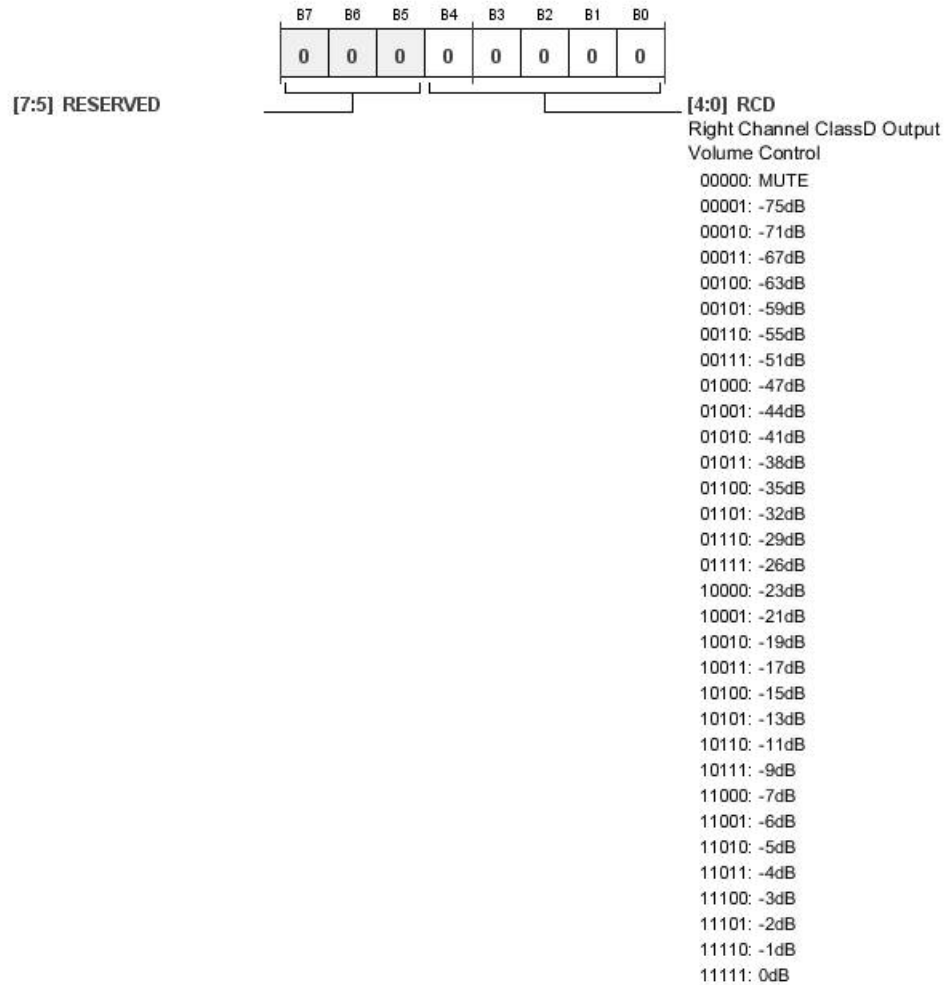 B7 B6 B5 B4 B3 B2 B1 B0
0 0 0 0 0 0 0 0
[7:5] RESERVED
[4:0] RCD
Right Channel ClassD Output
Volume Control
00000: MUTE
00001: -75dB
00010: -71dB
00011: -67dB
00100: -63dB
00101: -59dB
00110: -55dB
00111: -51dB
01000: -47dB
01001: -44dB
01010: -41dB
01011: -38dB
01100: -35dB
01101: -32dB
01110: -29dB
01111: -26dB
10000: -23dB
10001: -21dB
10010: -19dB
10011: -17dB
10100: -15dB
10101: -13dB
10110: -11dB
10111: -9dB
11000: -7dB
11001: -6dB
11010: -5dB
11011: -4dB
11100: -3dB
11101: -2dB
11110: -1dB
11111: 0dB